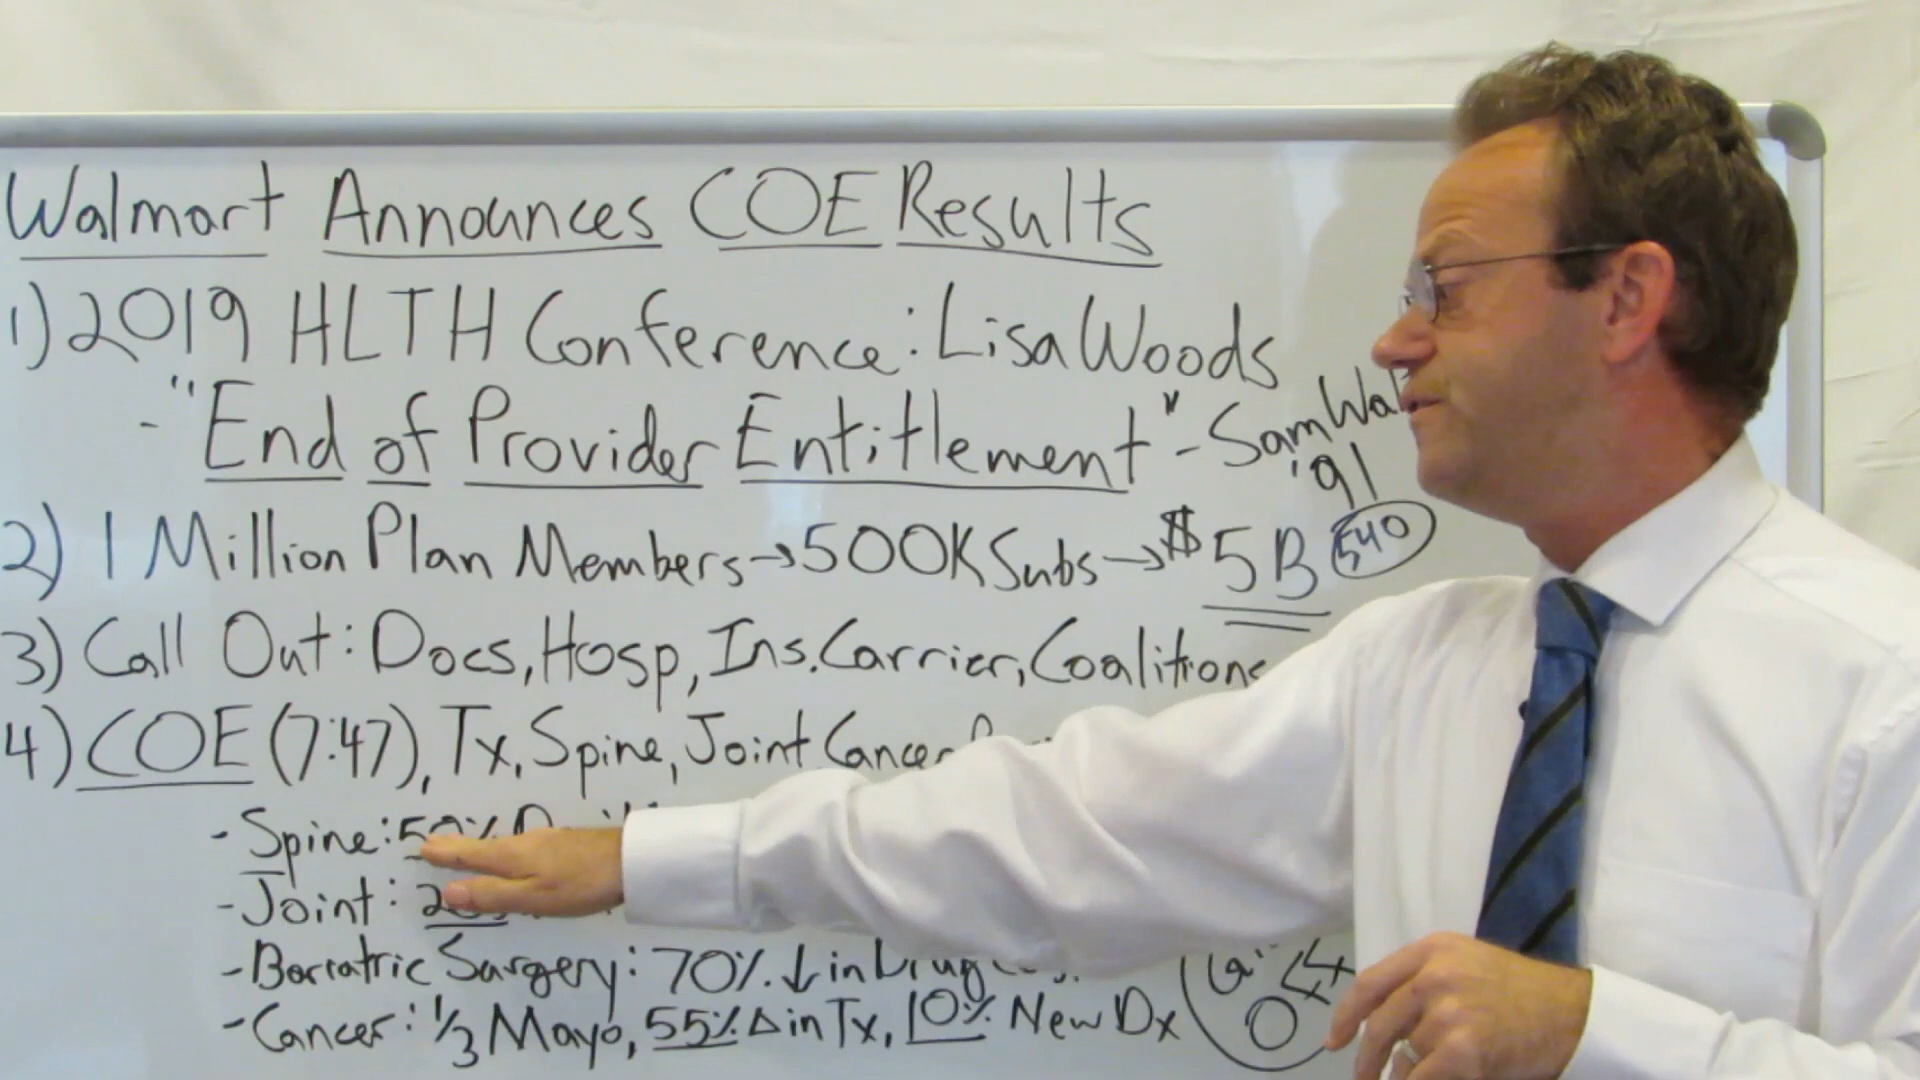 Walmart Announces COE Results
1) 2019 HLTH Conference: Lisa Woods
- "End of Provider Entitlement" - Sam
'91
2) 1 Million Plan Members → 500K Subs → $5B 540
3) Call Out: Docs, Hosp, Ins. Carrier, Coalitions
4) COE (7:47), Tx, Spine, Joint Cancer
- Spine: 50%
- Joint:
- Bariatric Surgery: 70% ↓ in Drug
- Cancer: 1/3 Mayo, 55% Δ in Tx, 10% New Dx